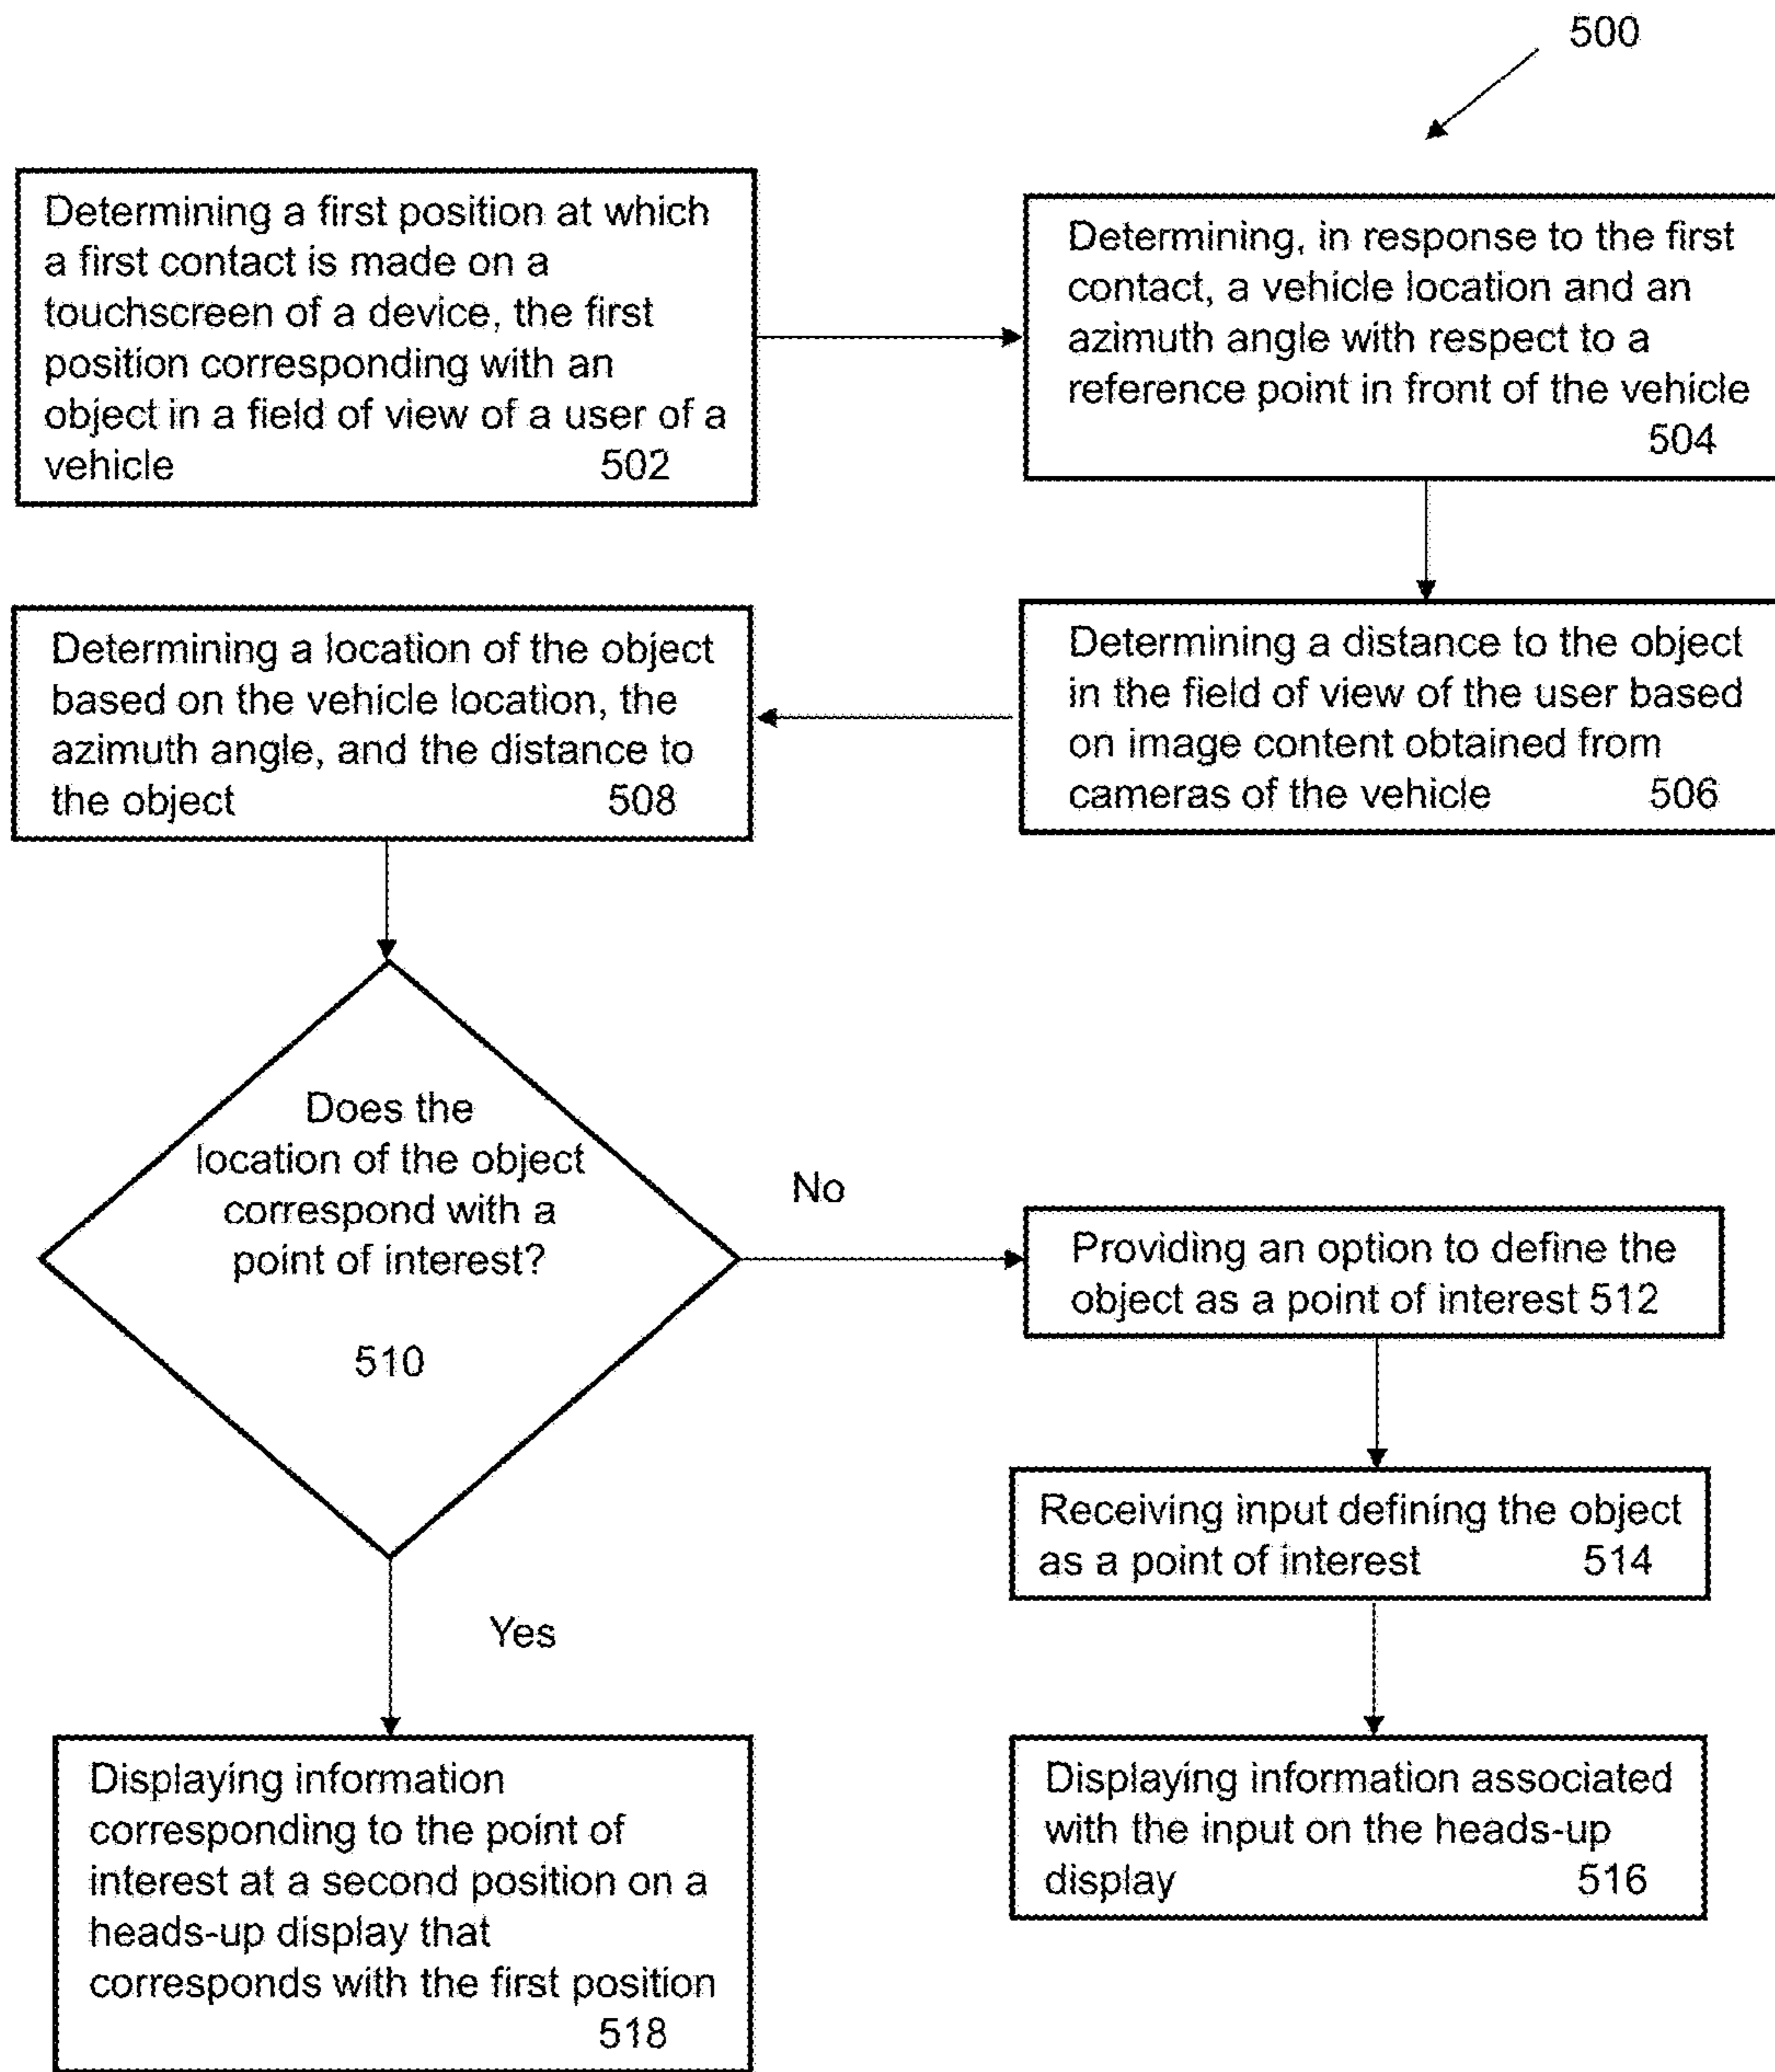 500
Determining a first position at which
a first contact is made on a
touchscreen of a device, the first
position corresponding with an
object in a field of view of a user of a
vehicle 502
Determining, in response to the first
contact, a vehicle location and an
azimuth angle with respect to a
reference point in front of the vehicle
504
Determining a distance to the object
in the field of view of the user based
on image content obtained from
cameras of the vehicle 506
Determining a location of the object
based on the vehicle location, the
azimuth angle, and the distance to
the object 508
Does the
location of the object
correspond with a
point of interest?
510
No
Providing an option to define the
object as a point of interest 512
Receiving input defining the object
as a point of interest 514
Displaying information associated
with the input on the heads-up
display 516
Yes
Displaying information
corresponding to the point of
interest at a second position on a
heads-up display that
corresponds with the first position
518